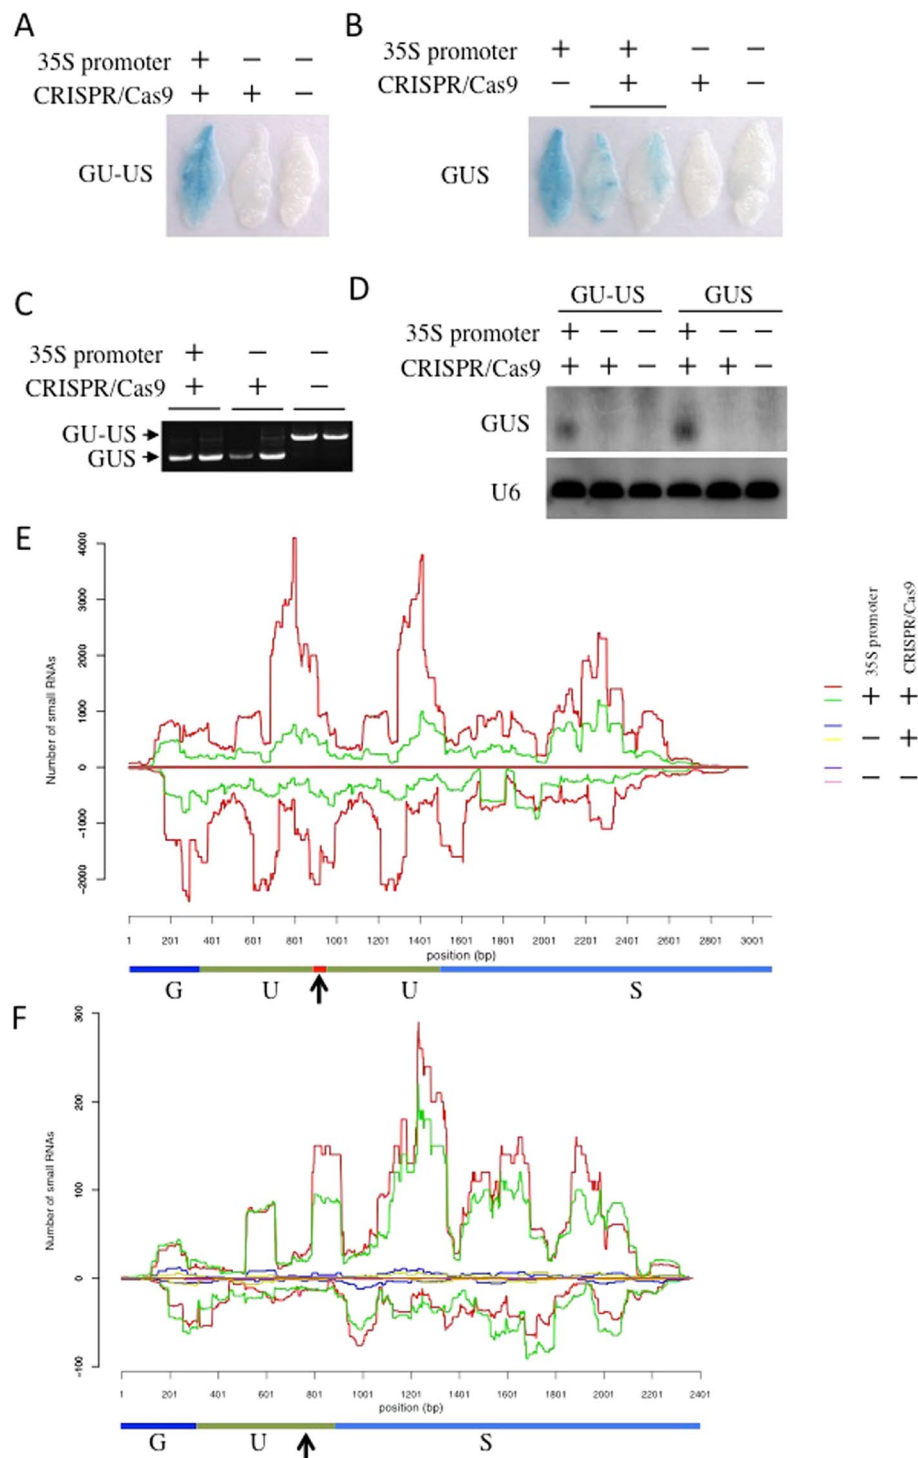 A
35S promoter + − −
CRISPR/Cas9 + + −
GU-US
B
35S promoter + + − −
CRISPR/Cas9 − + + −
GUS
C
35S promoter + − −
CRISPR/Cas9 + + −
GU-US
GUS
D
GU-US GUS
35S promoter + − − + − −
CRISPR/Cas9 + + − + + −
GUS
U6
E
Number of small RNAs
4000
3000
2000
1000
0
−1000
−2000
1 201 401 601 801 1001 1201 1401 1601 1801 2001 2201 2401 2601 2801 3001
position (bp)
G U U S
35S promoter
CRISPR/Cas9
+ +
− +
− −
F
Number of small RNAs
300
200
100
0
−100
1 201 401 601 801 1001 1201 1401 1601 1801 2001 2201 2401
position (bp)
G U S